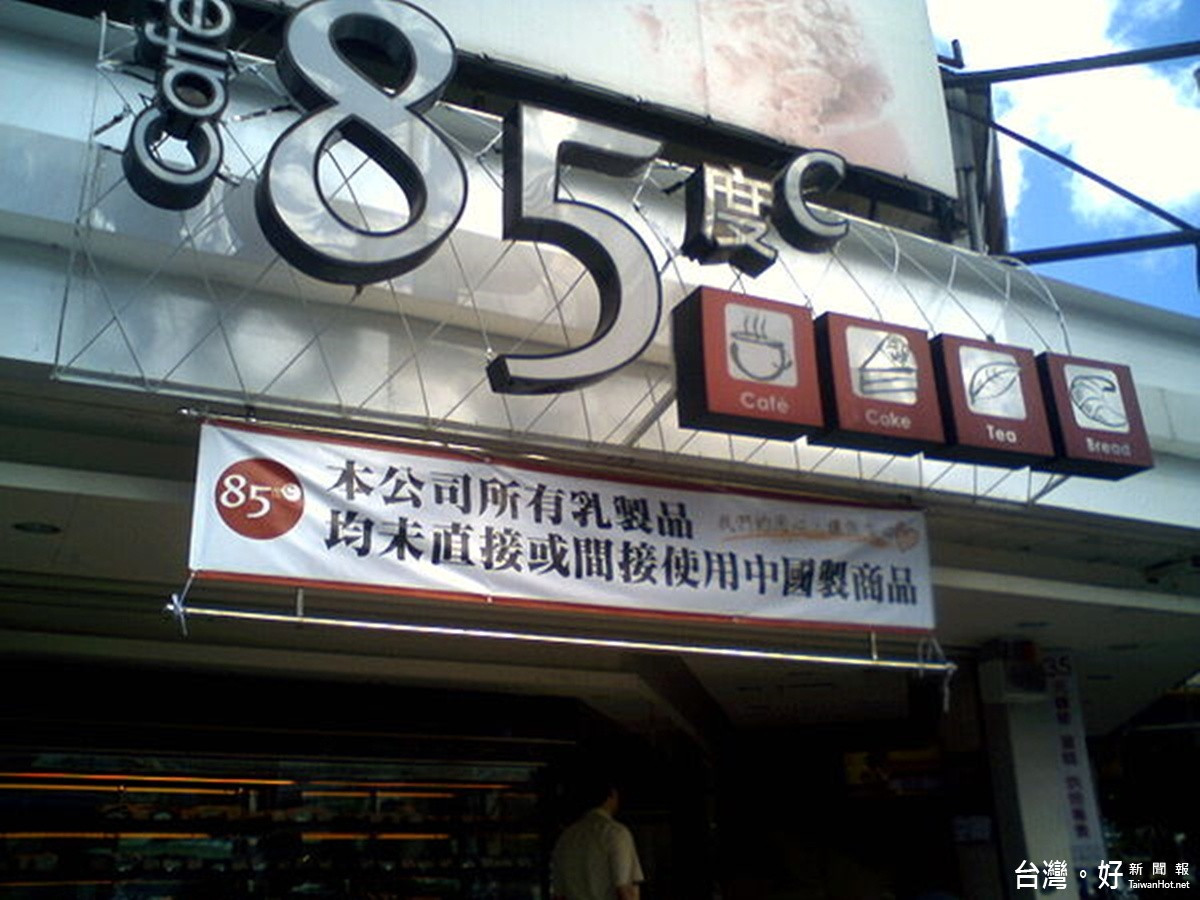 Cafe
85度C
Café
Cake
Tea
Bread
85°C
本公司所有乳製品
均未直接或間接使用中國製商品
35
台灣。好 新聞報
TaiwanHot.net